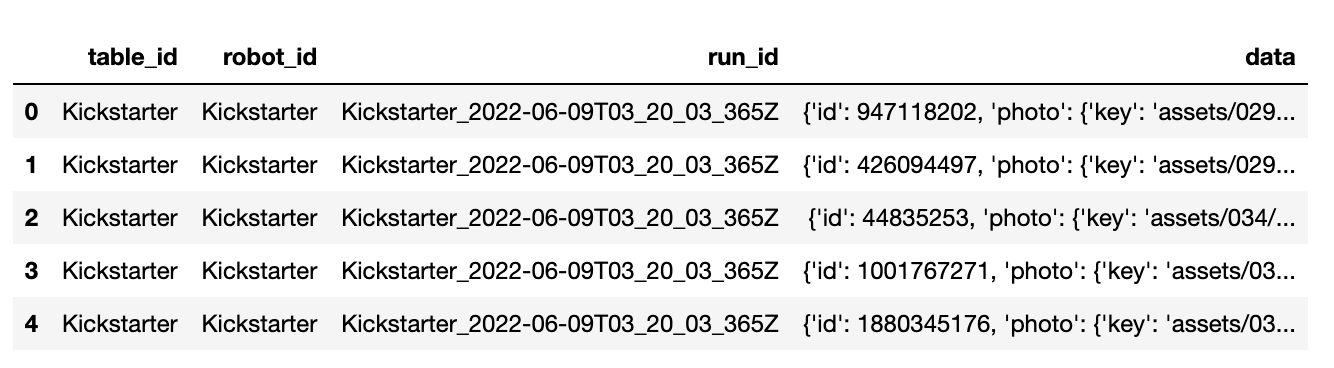 table_id robot_id run_id data
0 Kickstarter Kickstarter Kickstarter_2022-06-09T03_20_03_365Z {'id': 947118202, 'photo': {'key': 'assets/029...
1 Kickstarter Kickstarter Kickstarter_2022-06-09T03_20_03_365Z {'id': 426094497, 'photo': {'key': 'assets/029...
2 Kickstarter Kickstarter Kickstarter_2022-06-09T03_20_03_365Z {'id': 44835253, 'photo': {'key': 'assets/034/...
3 Kickstarter Kickstarter Kickstarter_2022-06-09T03_20_03_365Z {'id': 1001767271, 'photo': {'key': 'assets/03...
4 Kickstarter Kickstarter Kickstarter_2022-06-09T03_20_03_365Z {'id': 1880345176, 'photo': {'key': 'assets/03...